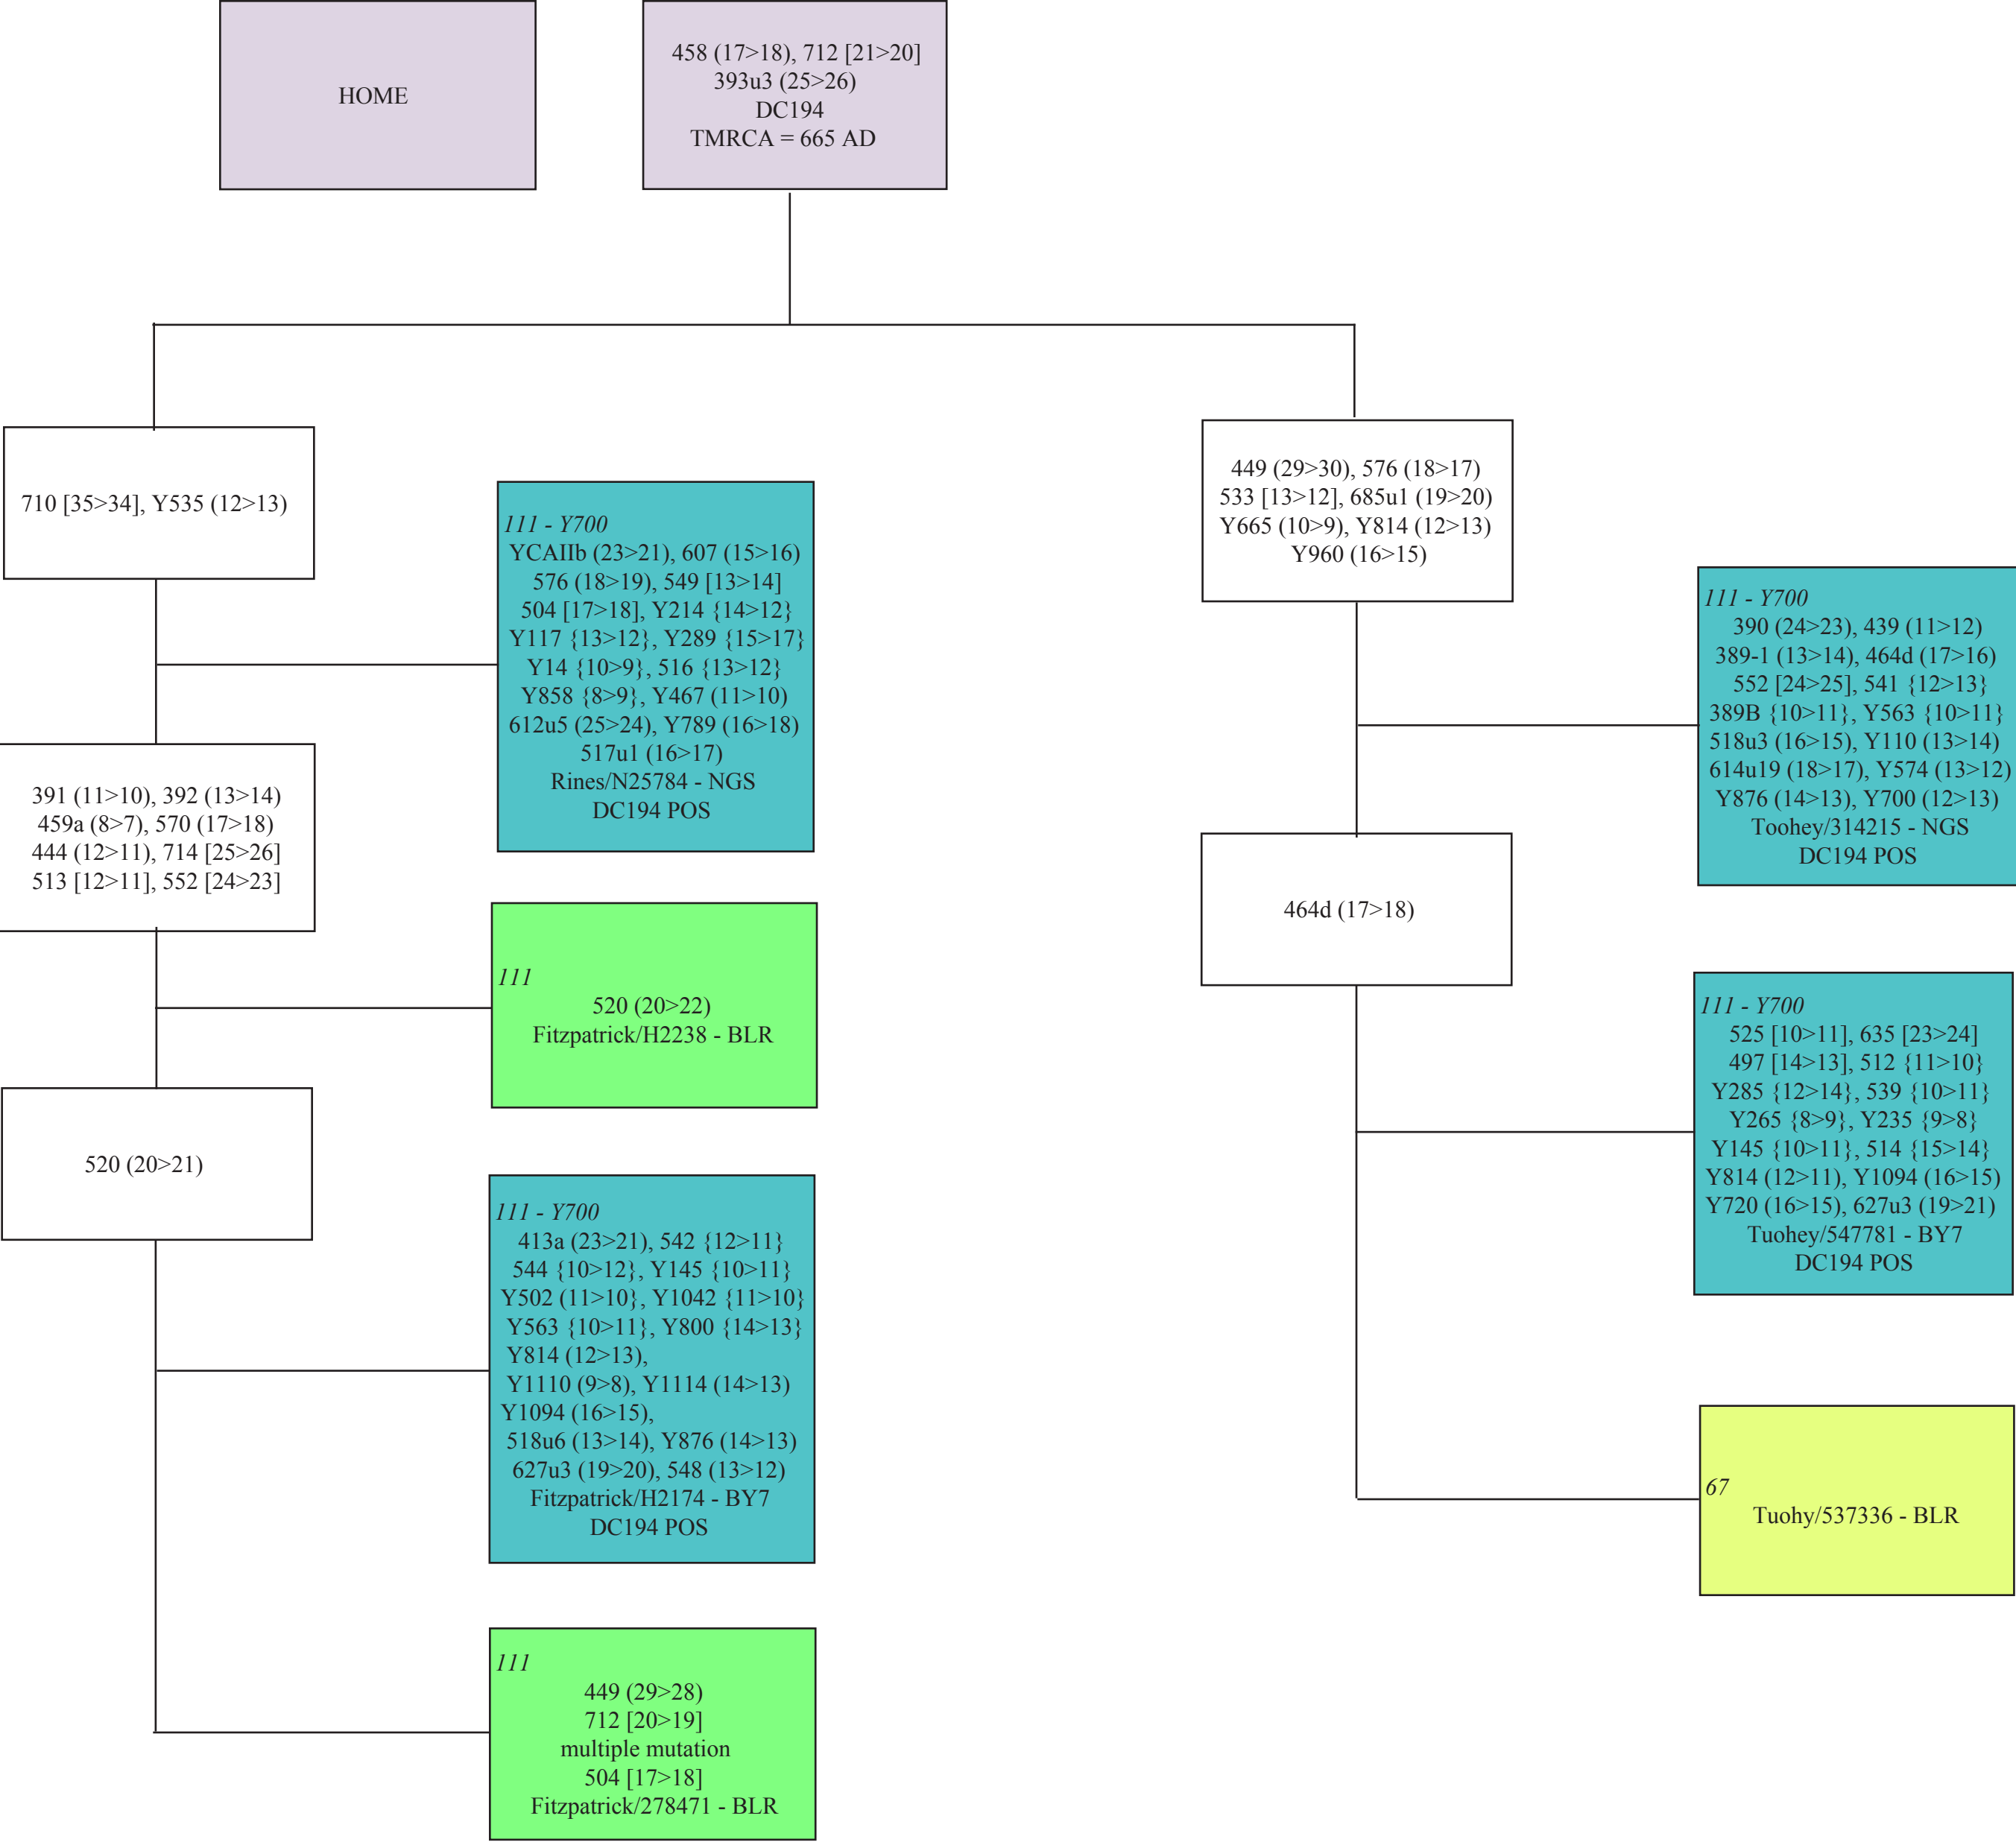 HOME
458 (17>18), 712 [21>20]
393u3 (25>26)
DC194
TMRCA = 665 AD
710 [35>34], Y535 (12>13)
111 - Y700
YCAIIb (23>21), 607 (15>16)
576 (18>19), 549 [13>14]
504 [17>18], Y214 {14>12}
Y117 {13>12}, Y289 {15>17}
Y14 {10>9}, 516 {13>12}
Y858 {8>9}, Y467 (11>10)
612u5 (25>24), Y789 (16>18)
517u1 (16>17)
Rines/N25784 - NGS
DC194 POS
391 (11>10), 392 (13>14)
459a (8>7), 570 (17>18)
444 (12>11), 714 [25>26]
513 [12>11], 552 [24>23]
111
520 (20>22)
Fitzpatrick/H2238 - BLR
520 (20>21)
111 - Y700
413a (23>21), 542 {12>11}
544 {10>12}, Y145 {10>11}
Y502 (11>10}, Y1042 {11>10}
Y563 {10>11}, Y800 {14>13}
Y814 (12>13),
Y1110 (9>8), Y1114 (14>13)
Y1094 (16>15),
518u6 (13>14), Y876 (14>13)
627u3 (19>20), 548 (13>12)
Fitzpatrick/H2174 - BY7
DC194 POS
111
449 (29>28)
712 [20>19]
multiple mutation
504 [17>18]
Fitzpatrick/278471 - BLR
449 (29>30), 576 (18>17)
533 [13>12], 685u1 (19>20)
Y665 (10>9), Y814 (12>13)
Y960 (16>15)
111 - Y700
390 (24>23), 439 (11>12)
389-1 (13>14), 464d (17>16)
552 [24>25], 541 {12>13}
389B {10>11}, Y563 {10>11}
518u3 (16>15), Y110 (13>14)
614u19 (18>17), Y574 (13>12)
Y876 (14>13), Y700 (12>13)
Toohey/314215 - NGS
DC194 POS
464d (17>18)
111 - Y700
525 [10>11], 635 [23>24]
497 [14>13], 512 {11>10}
Y285 {12>14}, 539 {10>11}
Y265 {8>9}, Y235 {9>8}
Y145 {10>11}, 514 {15>14}
Y814 (12>11), Y1094 (16>15)
Y720 (16>15), 627u3 (19>21)
Tuohey/547781 - BY7
DC194 POS
67
Tuohy/537336 - BLR